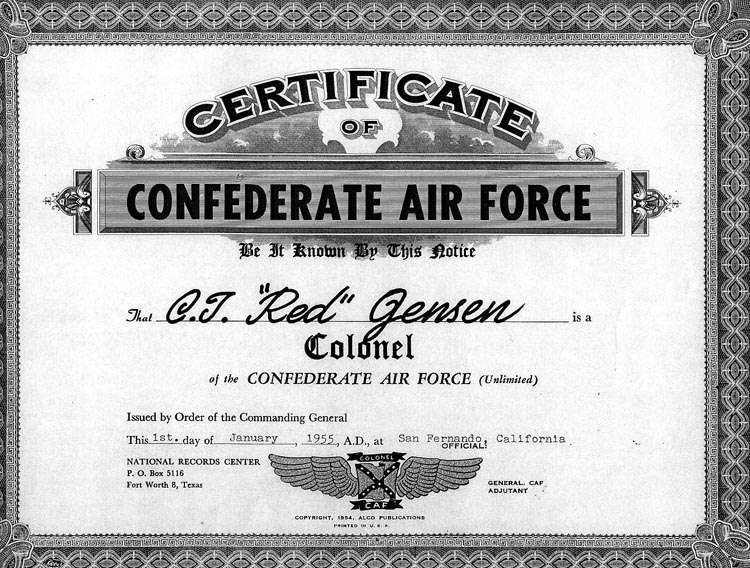 CERTIFICATE
OF
CONFEDERATE AIR FORCE
Be It Known By This Notice
That C.J. "Red" Jensen is a
Colonel
of the CONFEDERATE AIR FORCE (Unlimited)
Issued by Order of the Commanding General
This 1st. day of January, 1955, A.D., at San Fernando, California
OFFICIAL:
NATIONAL RECORDS CENTER
P. O. Box 5116
Fort Worth 8, Texas
COLONEL
CAF
GENERAL, CAF
ADJUTANT
COPYRIGHT, 1954, ALCO PUBLICATIONS
PRINTED IN U. S. A.